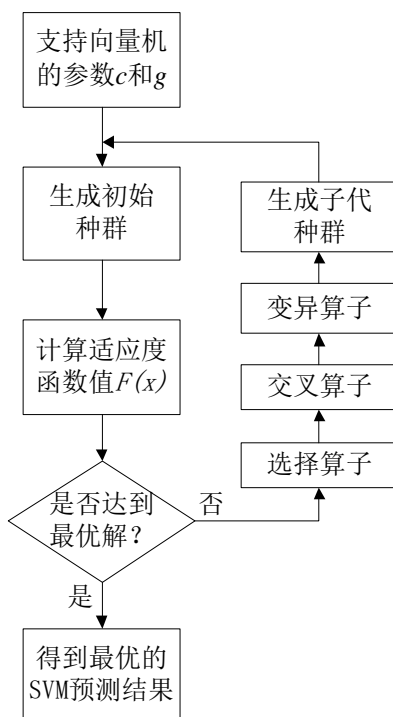 支持向量机
的参数c和g
生成初始
种群
计算适应度
函数值F(x)
是否达到
最优解？
否
是
得到最优的
SVM预测结果
选择算子
交叉算子
变异算子
生成子代
种群